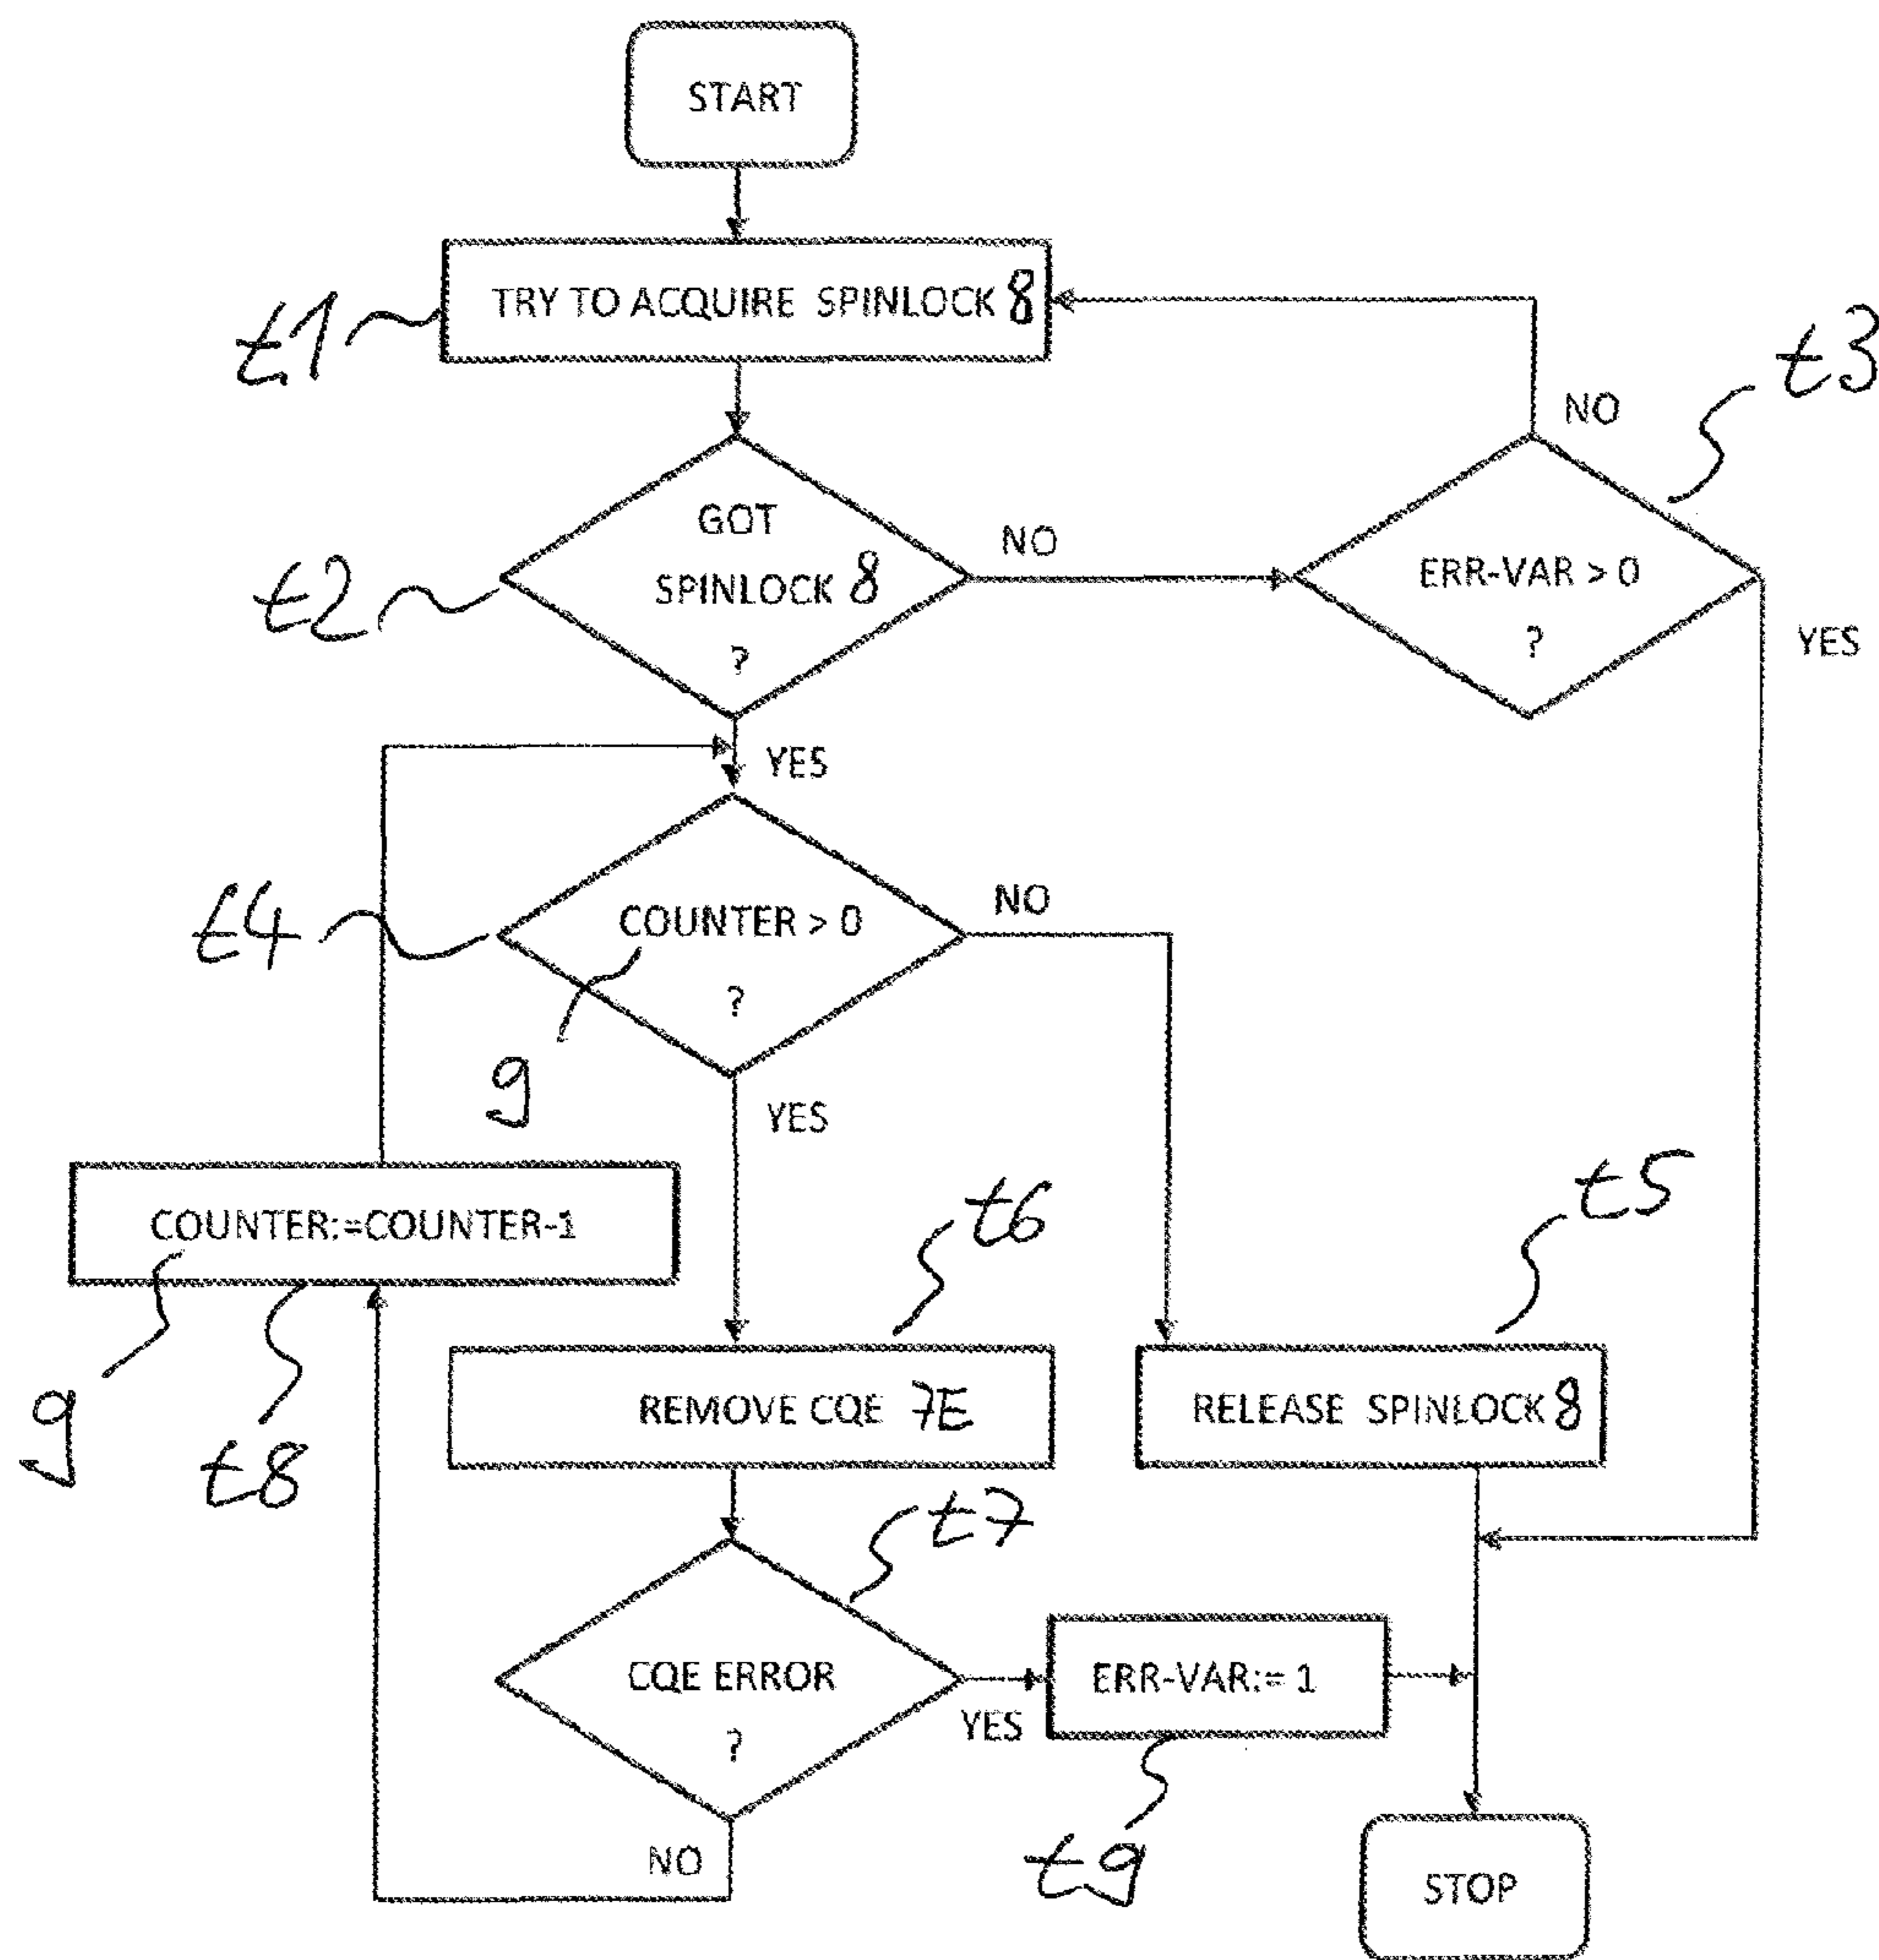 START
TRY TO ACQUIRE SPINLOCK 8
t1
t3
NO
GOT
SPINLOCK 8
?
t2
NO
ERR-VAR > 0
?
YES
YES
t4
COUNTER > 0
?
NO
9
YES
COUNTER:=COUNTER-1
9
t8
t6
t5
REMOVE CQE 7E
RELEASE SPINLOCK 8
t7
CQE ERROR
?
YES
ERR-VAR:= 1
t9
NO
STOP